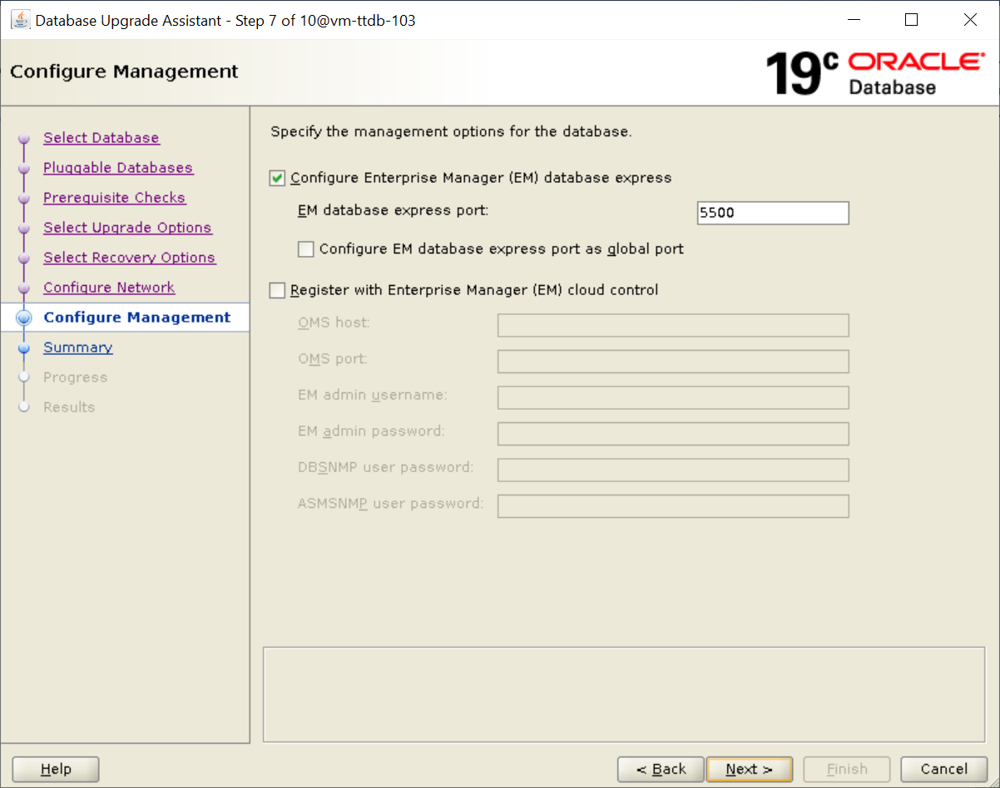 Database Upgrade Assistant - Step 7 of 10@vm-ttdb-103
Configure Management
19c ORACLE Database
Select Database
Pluggable Databases
Prerequisite Checks
Select Upgrade Options
Select Recovery Options
Configure Network
Configure Management
Summary
Progress
Results
Specify the management options for the database.
Configure Enterprise Manager (EM) database express
EM database express port: 5500
Configure EM database express port as global port
Register with Enterprise Manager (EM) cloud control
OMS host:
OMS port:
EM admin username:
EM admin password:
DBSNMP user password:
ASMSNMP user password:
Help < Back Next > Finish Cancel